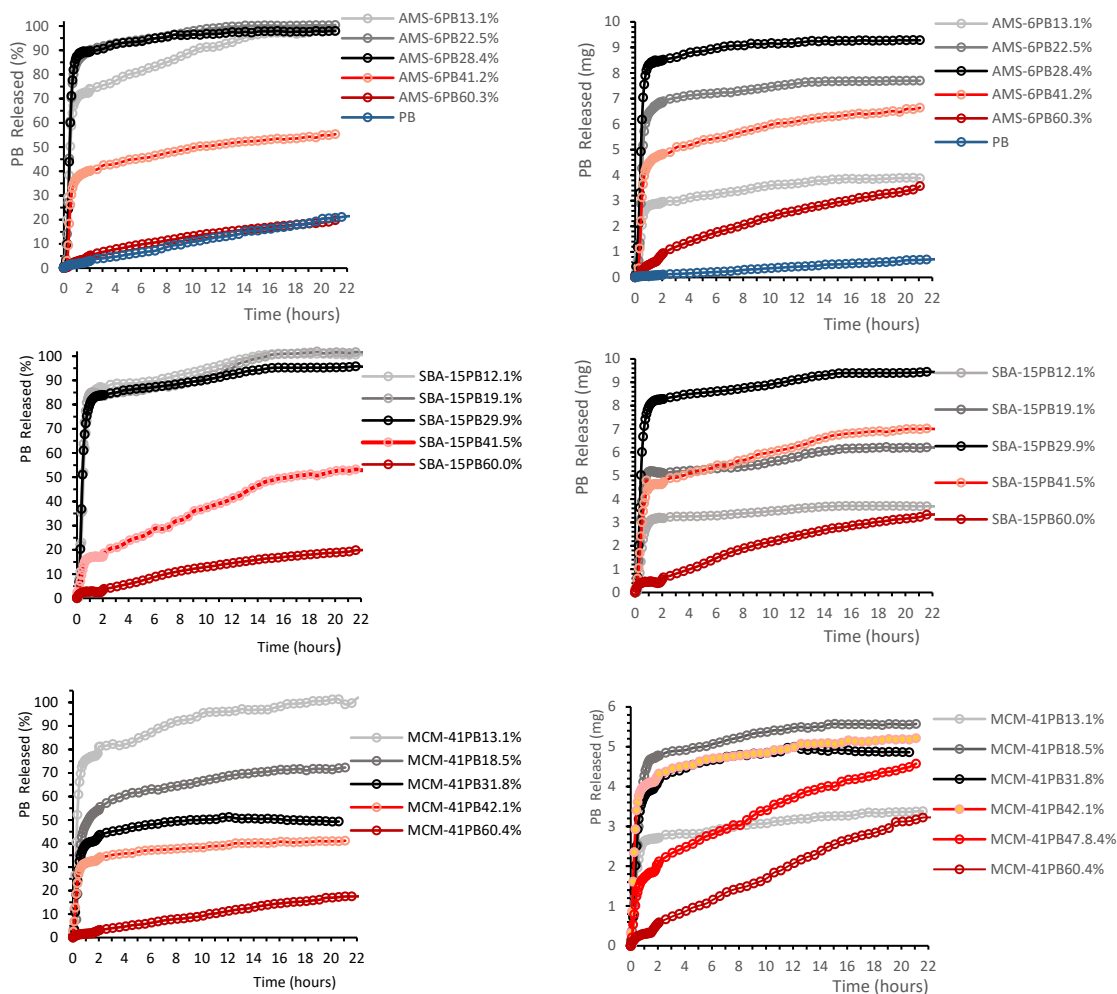 PB Released (%)
100
90
80
70
60
50
40
30
20
10
0
0 2 4 6 8 10 12 14 16 18 20 22
Time (hours)
AMS-6PB13.1%
AMS-6PB22.5%
AMS-6PB28.4%
AMS-6PB41.2%
AMS-6PB60.3%
PB
PB Released (mg)
10
9
8
7
6
5
4
3
2
1
0
0 2 4 6 8 10 12 14 16 18 20 22
Time (hours)
AMS-6PB13.1%
AMS-6PB22.5%
AMS-6PB28.4%
AMS-6PB41.2%
AMS-6PB60.3%
PB
PB Released (%)
100
90
80
70
60
50
40
30
20
10
0
0 2 4 6 8 10 12 14 16 18 20 22
Time (hours)
SBA-15PB12.1%
SBA-15PB19.1%
SBA-15PB29.9%
SBA-15PB41.5%
SBA-15PB60.0%
PB Released (mg)
10
9
8
7
6
5
4
3
2
1
0
0 2 4 6 8 10 12 14 16 18 20 22
Time (hours)
SBA-15PB12.1%
SBA-15PB19.1%
SBA-15PB29.9%
SBA-15PB41.5%
SBA-15PB60.0%
PB Released (%)
100
90
80
70
60
50
40
30
20
10
0
0 2 4 6 8 10 12 14 16 18 20 22
Time (hours)
MCM-41PB13.1%
MCM-41PB18.5%
MCM-41PB31.8%
MCM-41PB42.1%
MCM-41PB60.4%
PB Released (mg)
6
5
4
3
2
1
0
0 2 4 6 8 10 12 14 16 18 20 22
Time (hours)
MCM-41PB13.1%
MCM-41PB18.5%
MCM-41PB31.8%
MCM-41PB42.1%
MCM-41PB47.8.4%
MCM-41PB60.4%